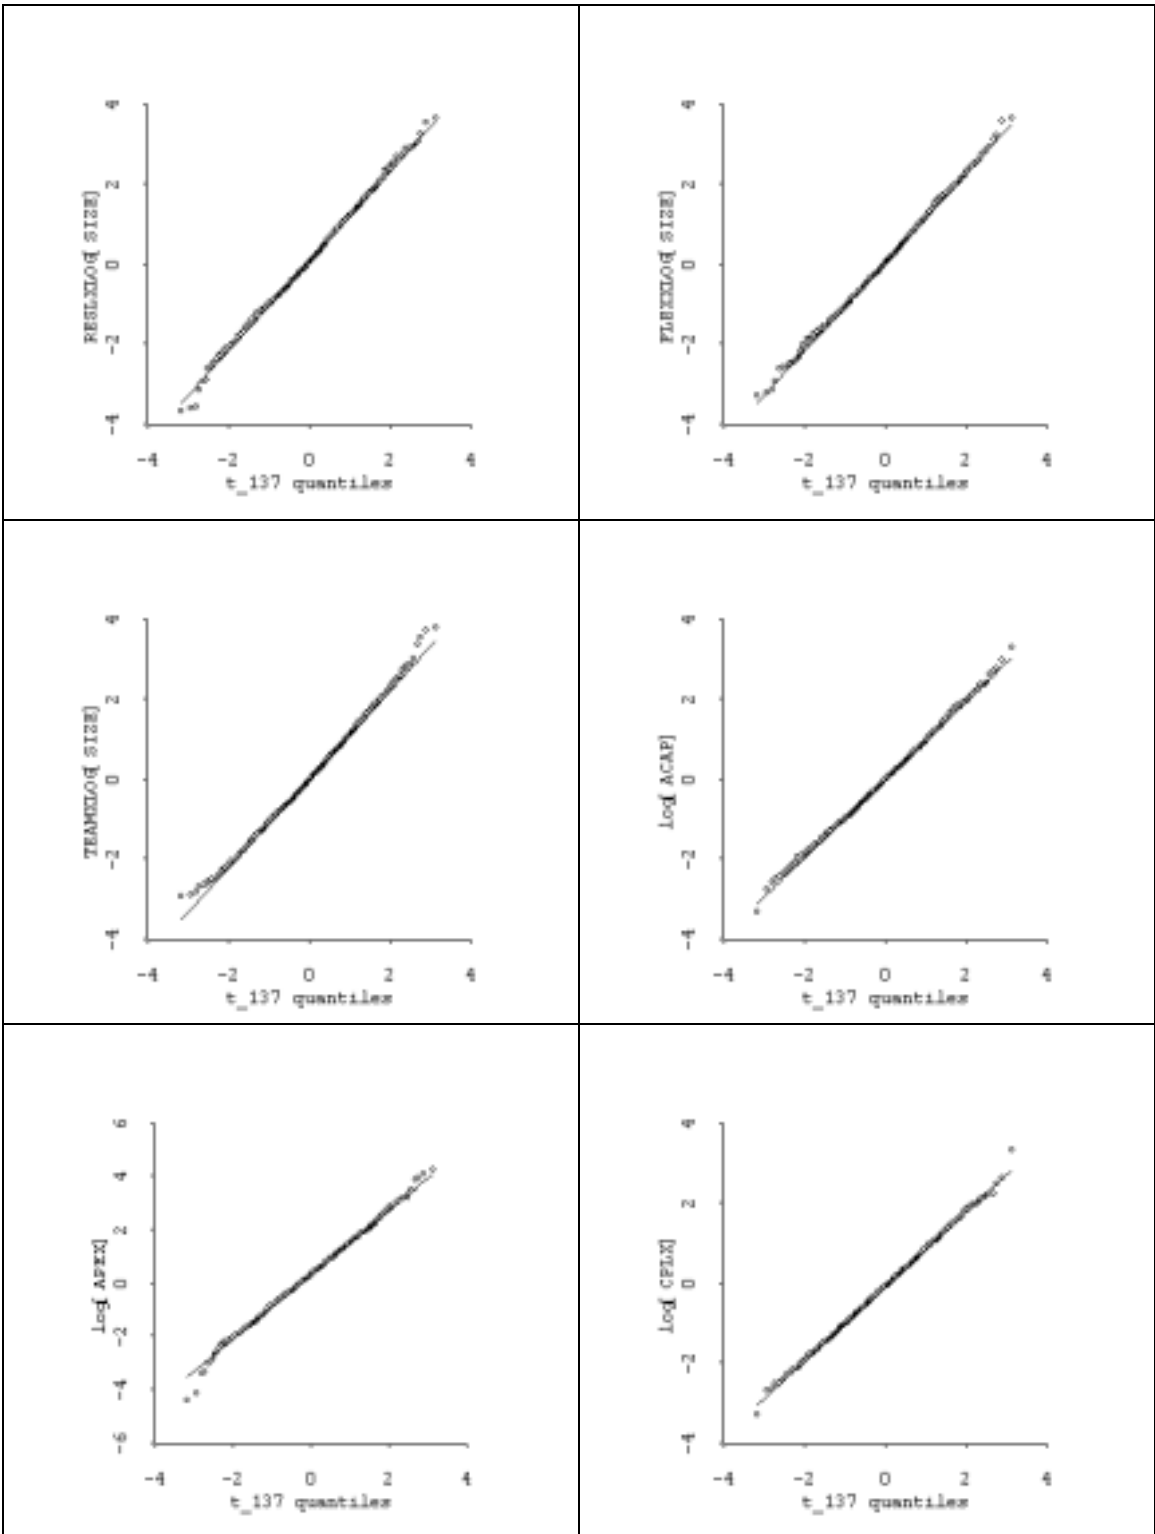 4
2
0
-2
-4
RESLXLOG[SIZE]
-4 -2 0 2 4
t_137 quantiles
4
2
0
-2
-4
FLEXXLOG[SIZE]
-4 -2 0 2 4
t_137 quantiles
4
2
0
-2
-4
TEAMXLOG[SIZE]
-4 -2 0 2 4
t_137 quantiles
4
2
0
-2
-4
log[ACAP]
-4 -2 0 2 4
t_137 quantiles
6
4
2
0
-2
-4
-6
log[APEX]
-4 -2 0 2 4
t_137 quantiles
4
2
0
-2
-4
log[CPLX]
-4 -2 0 2 4
t_137 quantiles